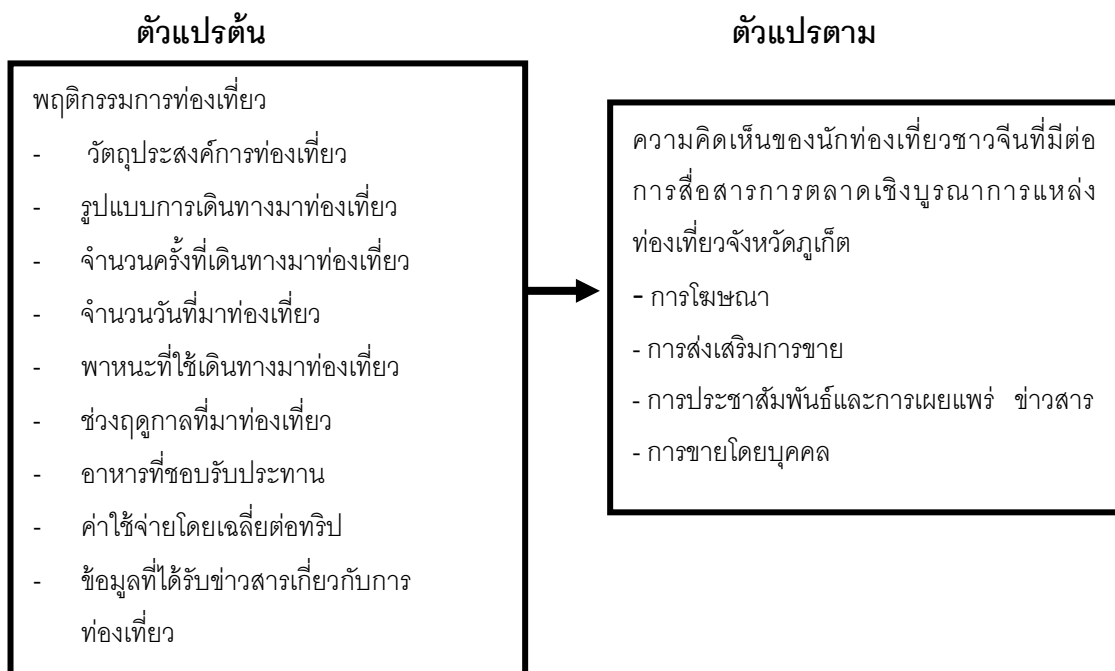 ตัวแปรต้น
พฤติกรรมการท่องเที่ยว
- วัตถุประสงค์การท่องเที่ยว
- รูปแบบการเดินทางมาท่องเที่ยว
- จำนวนครั้งที่เดินทางมาท่องเที่ยว
- จำนวนวันที่มาท่องเที่ยว
- พาหนะที่ใช้เดินทางมาท่องเที่ยว
- ช่วงฤดูกาลที่มาท่องเที่ยว
- อาหารที่ชอบรับประทาน
- ค่าใช้จ่ายโดยเฉลี่ยต่อทริป
- ข้อมูลที่ได้รับข่าวสารเกี่ยวกับการ
ท่องเที่ยว
ตัวแปรตาม
ความคิดเห็นของนักท่องเที่ยวชาวจีนที่มีต่อ
การสื่อสารการตลาดเชิงบูรณาการแหล่ง
ท่องเที่ยวจังหวัดภูเก็ต
- การโฆษณา
- การส่งเสริมการขาย
- การประชาสัมพันธ์และการเผยแพร่ ข่าวสาร
- การขายโดยบุคคล